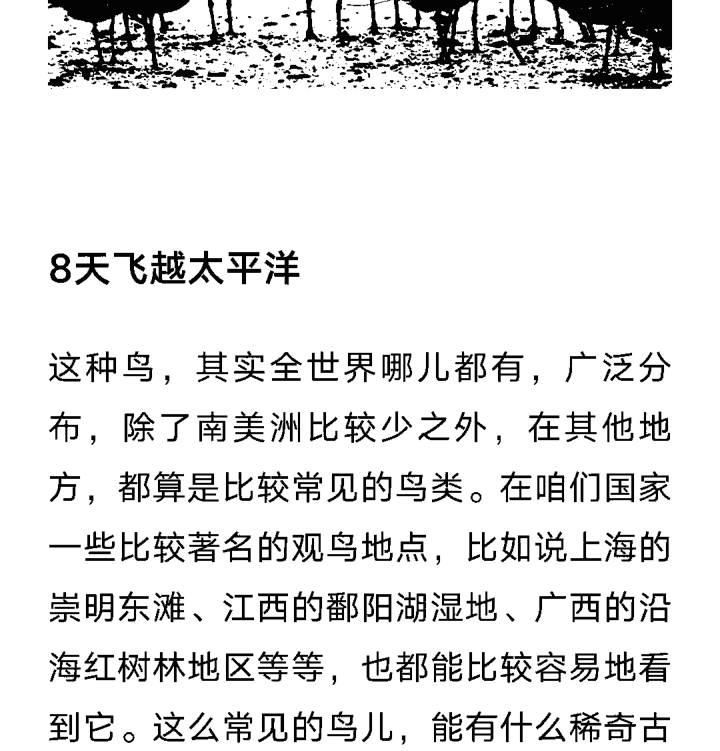 8天飞越太平洋
这种鸟，其实全世界哪儿都有，广泛分
布，除了南美洲比较少之外，在其他地
方，都算是比较常见的鸟类。在咱们国家
一些比较著名的观鸟地点，比如说上海的
崇明东滩、江西的鄱阳湖湿地、广西的沿
海红树林地区等等，也都能比较容易地看
到它。这么常见的鸟儿，能有什么稀奇古